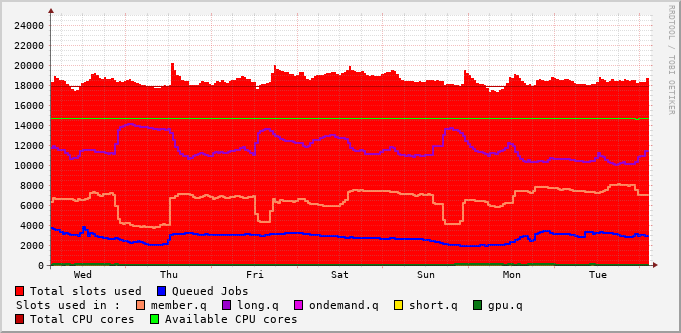 24000
22000
20000
18000
16000
14000
12000
10000
8000
6000
4000
2000
0
Wed Thu Fri Sat Sun Mon Tue
RRDTOOL / TOBI OETIKER
Total slots used Queued Jobs
Slots used in : member.q long.q ondemand.q short.q gpu.q
Total CPU cores Available CPU cores